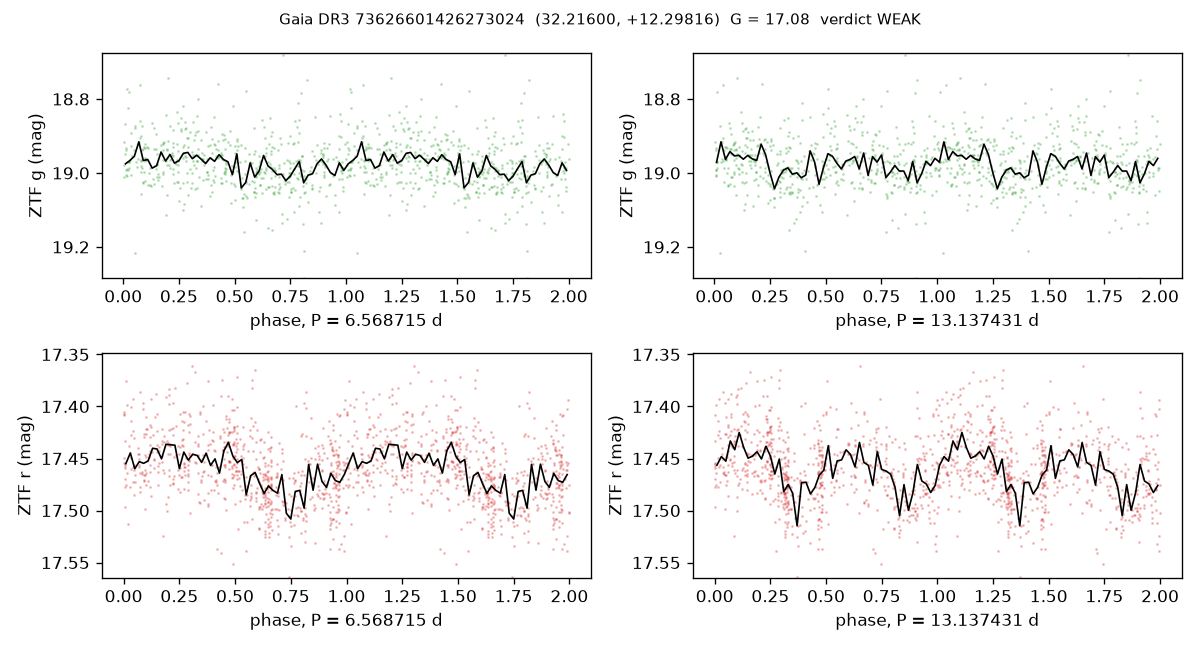 Gaia DR3 73626601426273024  (32.21600, +12.29816)  G = 17.08  verdict WEAK
ZTF g (mag)
18.8
19.0
19.2
0.00 0.25 0.50 0.75 1.00 1.25 1.50 1.75 2.00
phase, P = 6.568715 d
ZTF g (mag)
18.8
19.0
19.2
0.00 0.25 0.50 0.75 1.00 1.25 1.50 1.75 2.00
phase, P = 13.137431 d
ZTF r (mag)
17.35
17.40
17.45
17.50
17.55
0.00 0.25 0.50 0.75 1.00 1.25 1.50 1.75 2.00
phase, P = 6.568715 d
ZTF r (mag)
17.35
17.40
17.45
17.50
17.55
0.00 0.25 0.50 0.75 1.00 1.25 1.50 1.75 2.00
phase, P = 13.137431 d